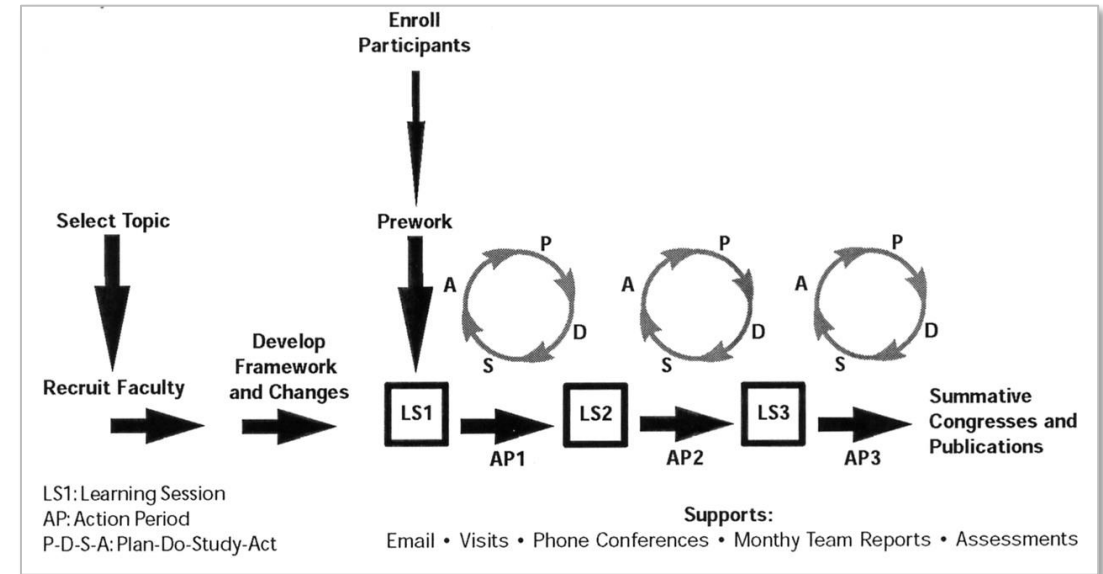 Enroll
Participants
Select Topic
Prework
P
A
D
S
P
A
D
S
P
A
D
S
Develop
Framework
and Changes
Recruit Faculty
LS1
LS2
LS3
AP1
AP2
AP3
Summative
Congresses and
Publications
LS1: Learning Session
AP: Action Period
P-D-S-A: Plan-Do-Study-Act
Supports:
Email • Visits • Phone Conferences • Monthy Team Reports • Assessments